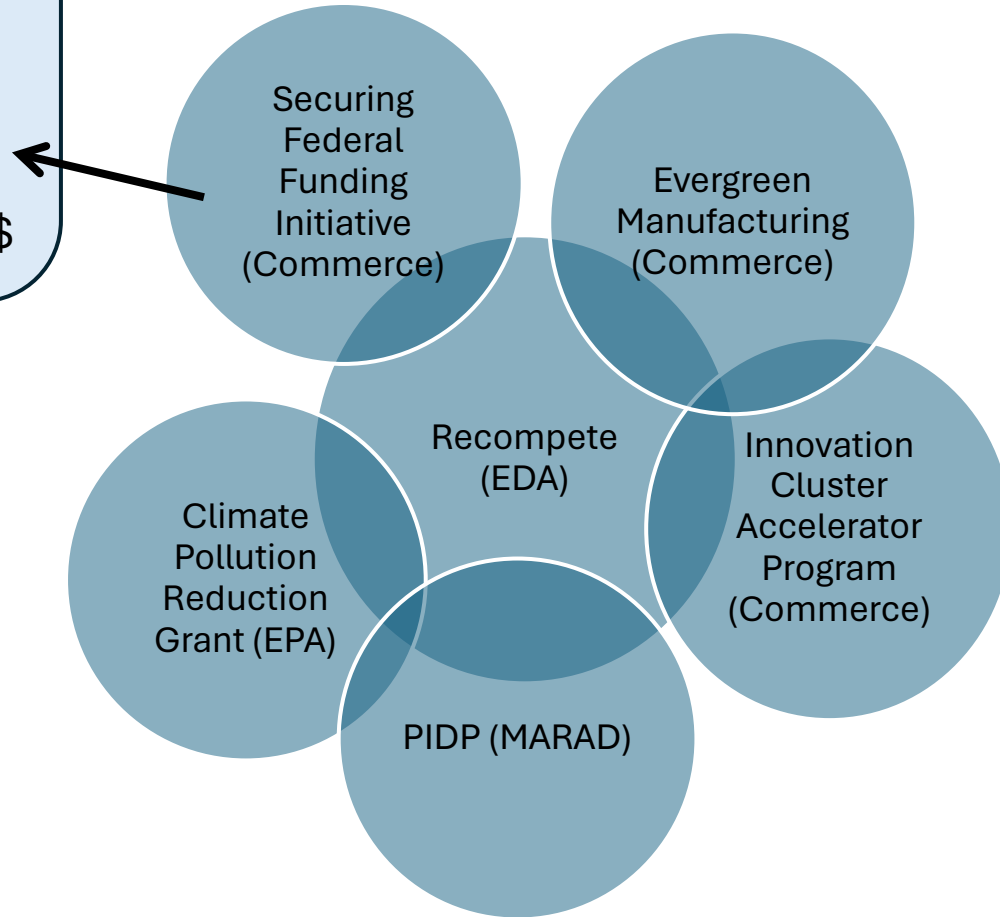 $
Securing
Federal
Funding
Initiative
(Commerce)
Evergreen
Manufacturing
(Commerce)
Recompete
(EDA)
Innovation
Cluster
Accelerator
Program
(Commerce)
Climate
Pollution
Reduction
Grant (EPA)
PIDP (MARAD)